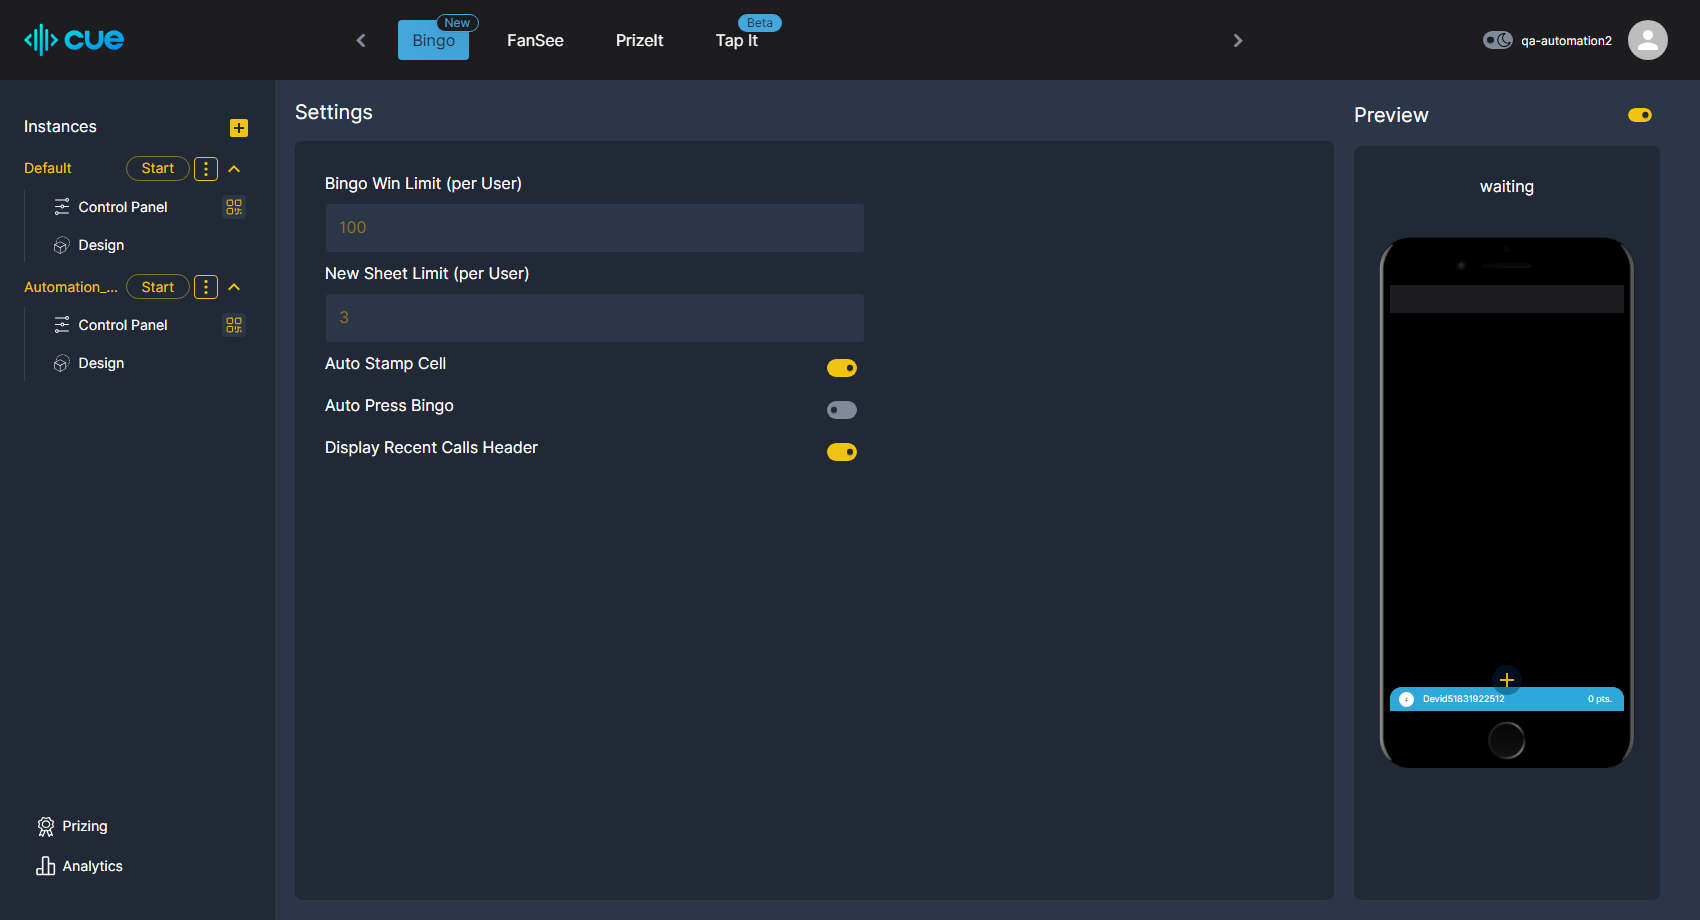 cue
Bingo
New
FanSee
PrizeIt
Tap It
Beta
qa-automation2
Instances
Default
Start
Control Panel
Design
Automation_...
Start
Control Panel
Design
Prizing
Analytics
Settings
Bingo Win Limit (per User)
100
New Sheet Limit (per User)
3
Auto Stamp Cell
Auto Press Bingo
Display Recent Calls Header
Preview
waiting
Devid51831922512
0 pts.